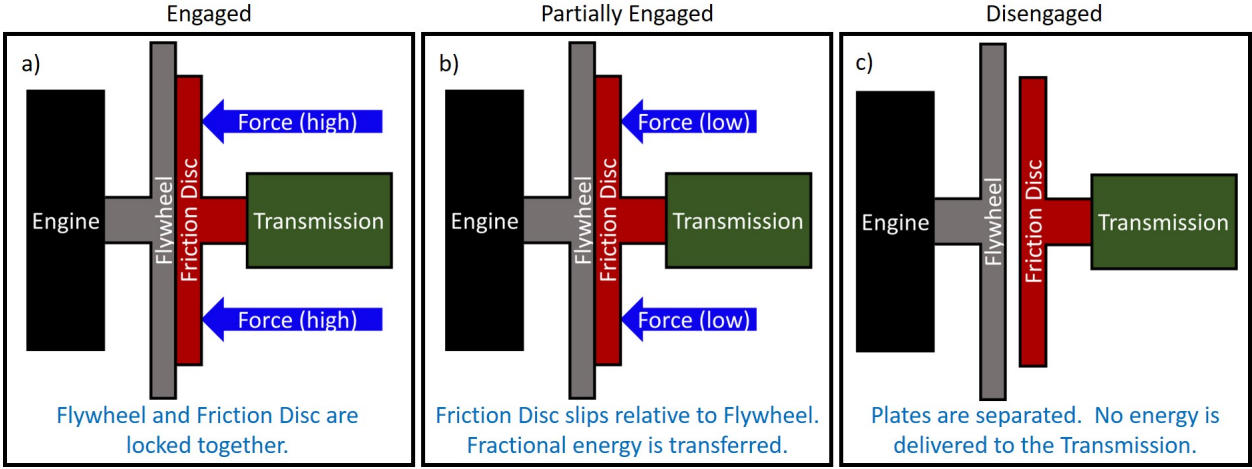 Engaged
a)
Engine
Flywheel
Friction Disc
Force (high)
Transmission
Force (high)
Flywheel and Friction Disc are
locked together.
Partially Engaged
b)
Engine
Flywheel
Friction Disc
Force (low)
Transmission
Force (low)
Friction Disc slips relative to Flywheel.
Fractional energy is transferred.
Disengaged
c)
Engine
Flywheel
Friction Disc
Transmission
Plates are separated.  No energy is
delivered to the Transmission.